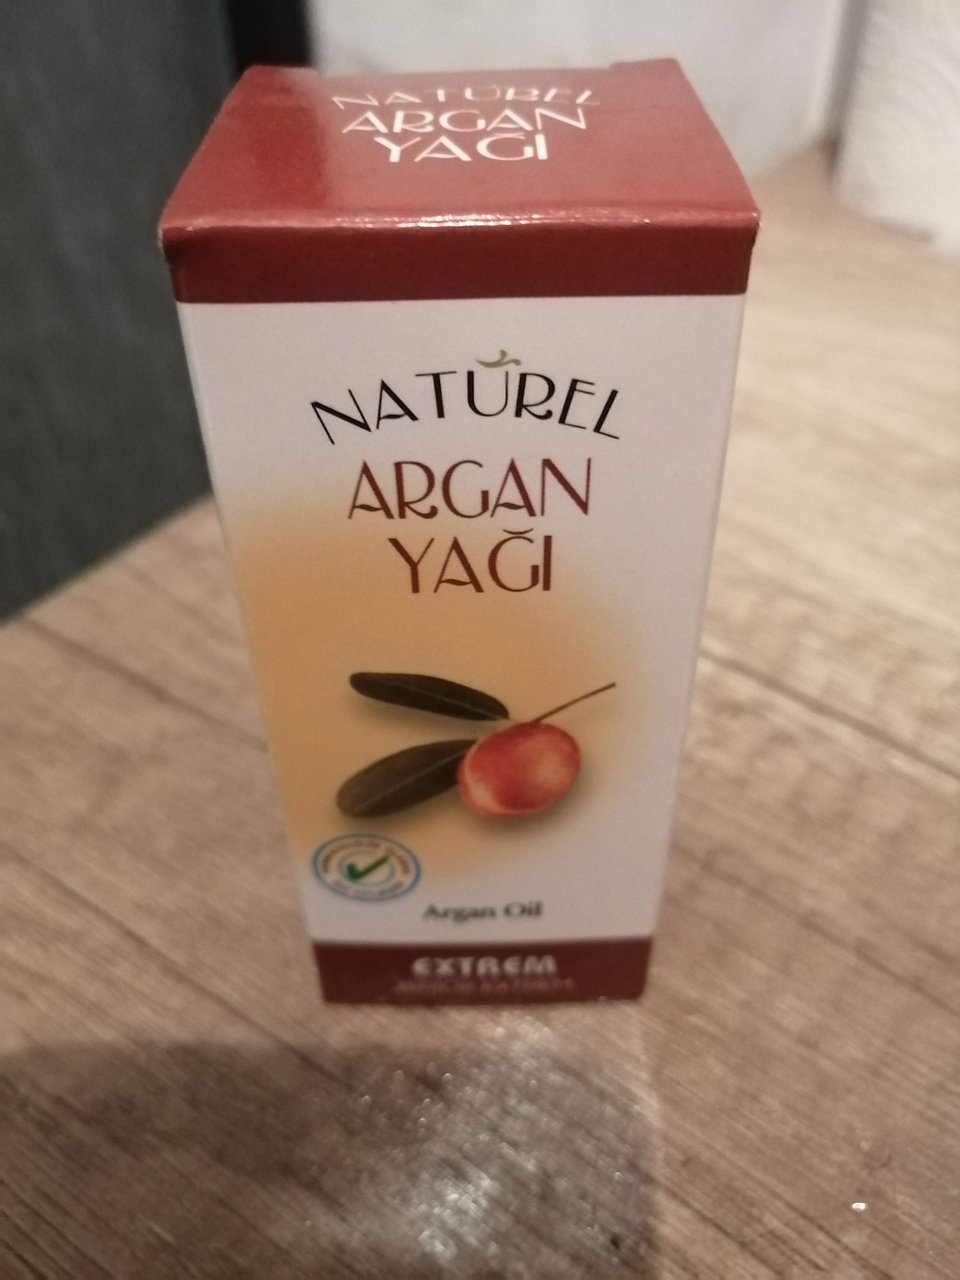 NATUREL
ARGAN
YAĞI
NATUREL
ARGAN
YAĞI
Argan Oil
EXTREM